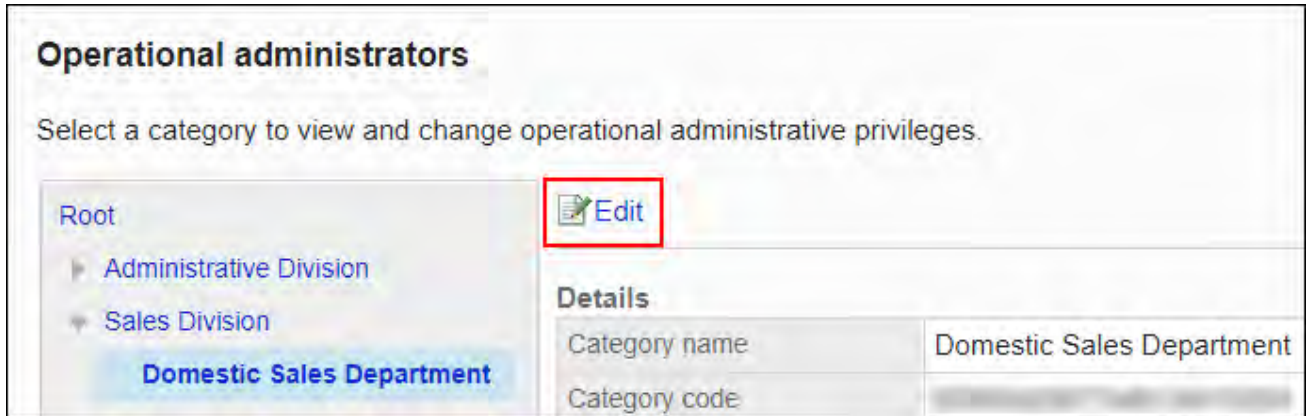 Operational administrators
Select a category to view and change operational administrative privileges.
Root
Administrative Division
Sales Division
Domestic Sales Department
Edit
Details
Category name Domestic Sales Department
Category code